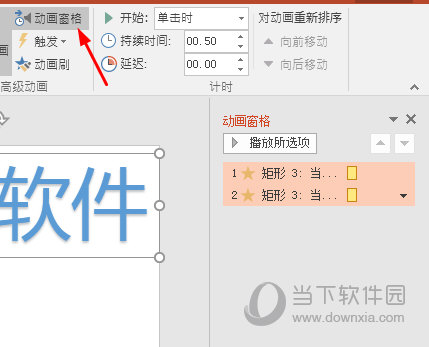 动画窗格
开始: 单击时
对动画重新排序
触发
持续时间: 00.50
向前移动
动画刷
延迟: 00.00
向后移动
高级动画
计时
动画窗格
播放所选项
1 矩形 3: 当...
2 矩形 3: 当...
软件
当下软件园
www.downxia.com